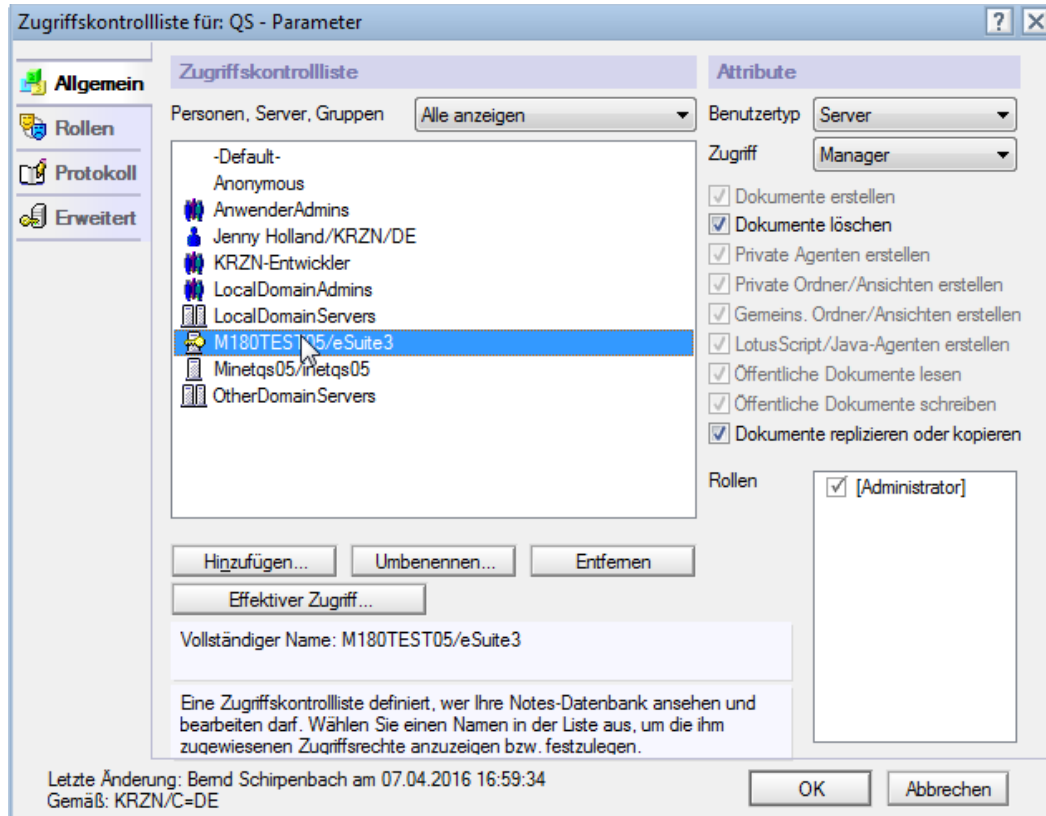 Zugriffskontrollliste für: QS - Parameter
Allgemein
Rollen
Protokoll
Erweitert
Zugriffskontrollliste
Personen, Server, Gruppen
Alle anzeigen
-Default-
Anonymous
AnwenderAdmins
Jenny Holland/KRZN/DE
KRZN-Entwickler
LocalDomainAdmins
LocalDomainServers
M180TEST05/eSuite3
Minetqs05/inetqs05
OtherDomainServers
Hinzufügen...
Umbenennen...
Entfernen
Effektiver Zugriff...
Vollständiger Name: M180TEST05/eSuite3
Eine Zugriffskontrollliste definiert, wer Ihre Notes-Datenbank ansehen und
bearbeiten darf. Wählen Sie einen Namen in der Liste aus, um die ihm
zugewiesenen Zugriffsrechte anzuzeigen bzw. festzulegen.
Attribute
Benutzertyp
Server
Zugriff
Manager
Dokumente erstellen
Dokumente löschen
Private Agenten erstellen
Private Ordner/Ansichten erstellen
Gemeins. Ordner/Ansichten erstellen
LotusScript/Java-Agenten erstellen
Öffentliche Dokumente lesen
Öffentliche Dokumente schreiben
Dokumente replizieren oder kopieren
Rollen
[Administrator]
Letzte Änderung: Bernd Schirpenbach am 07.04.2016 16:59:34
Gemäß: KRZN/C=DE
OK
Abbrechen